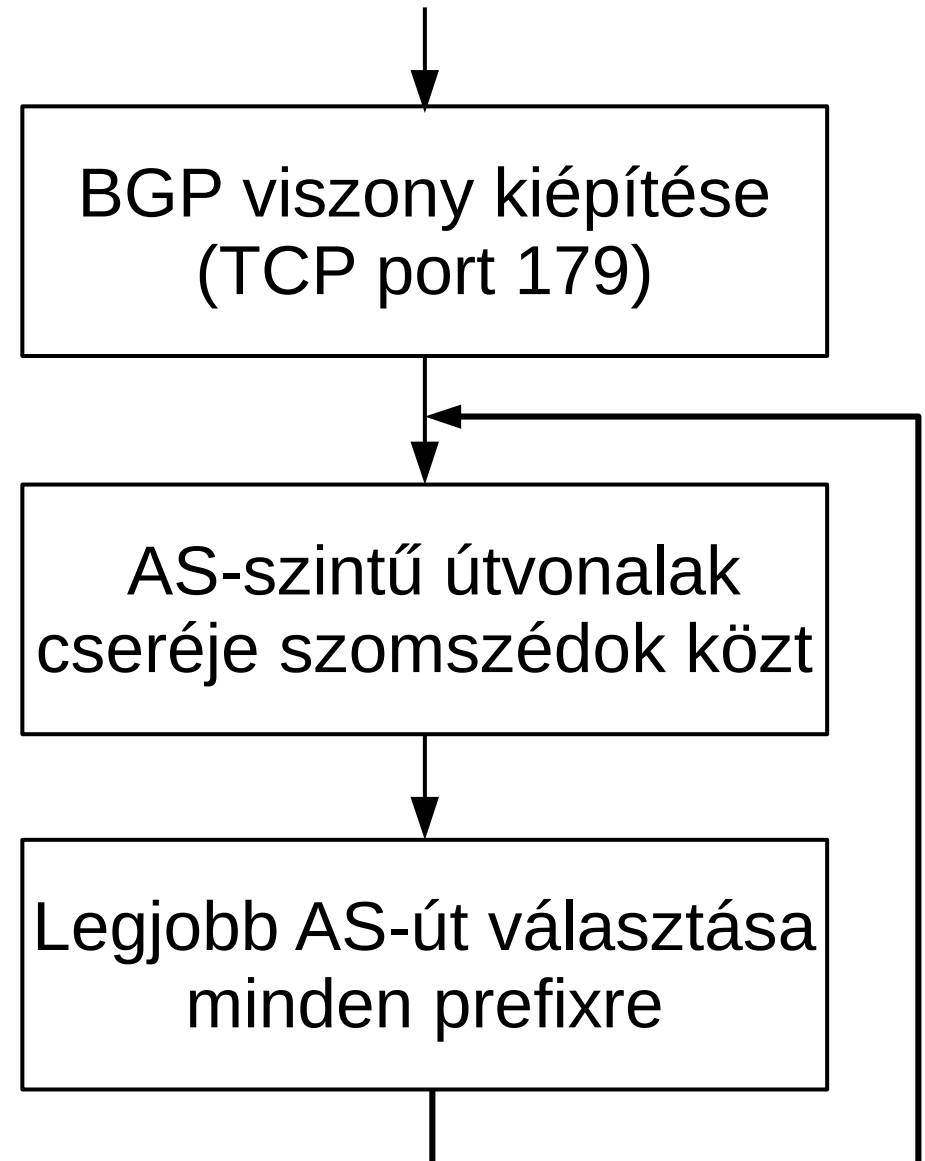 BGP viszony kiépítése
(TCP port 179)
AS-szintű útvonalak
cseréje szomszédok közt
Legjobb AS-út választása
minden prefixre